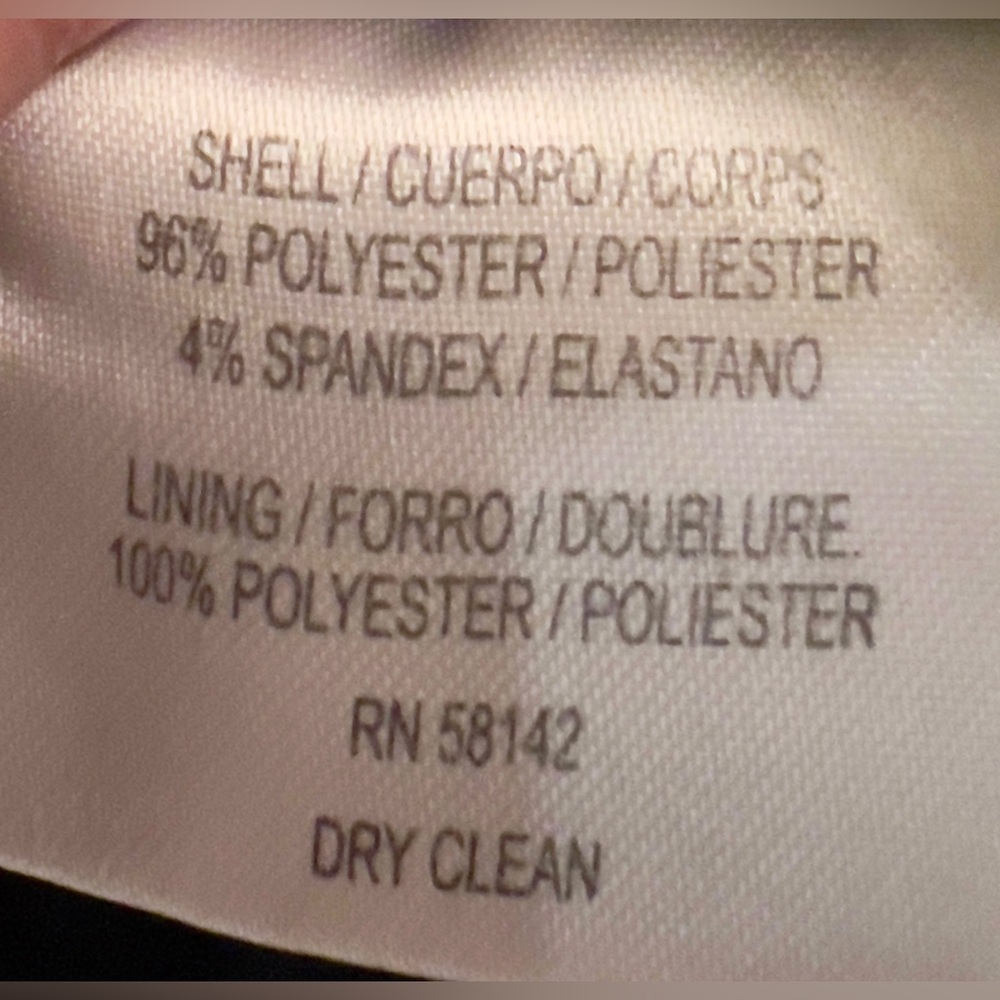 SHELL / CUERPO / CORPS
96% POLYESTER / POLIESTER
4% SPANDEX / ELASTANO
LINING / FORRO / DOUBLURE.
100% POLYESTER / POLIESTER
RN 58142
DRY CLEAN